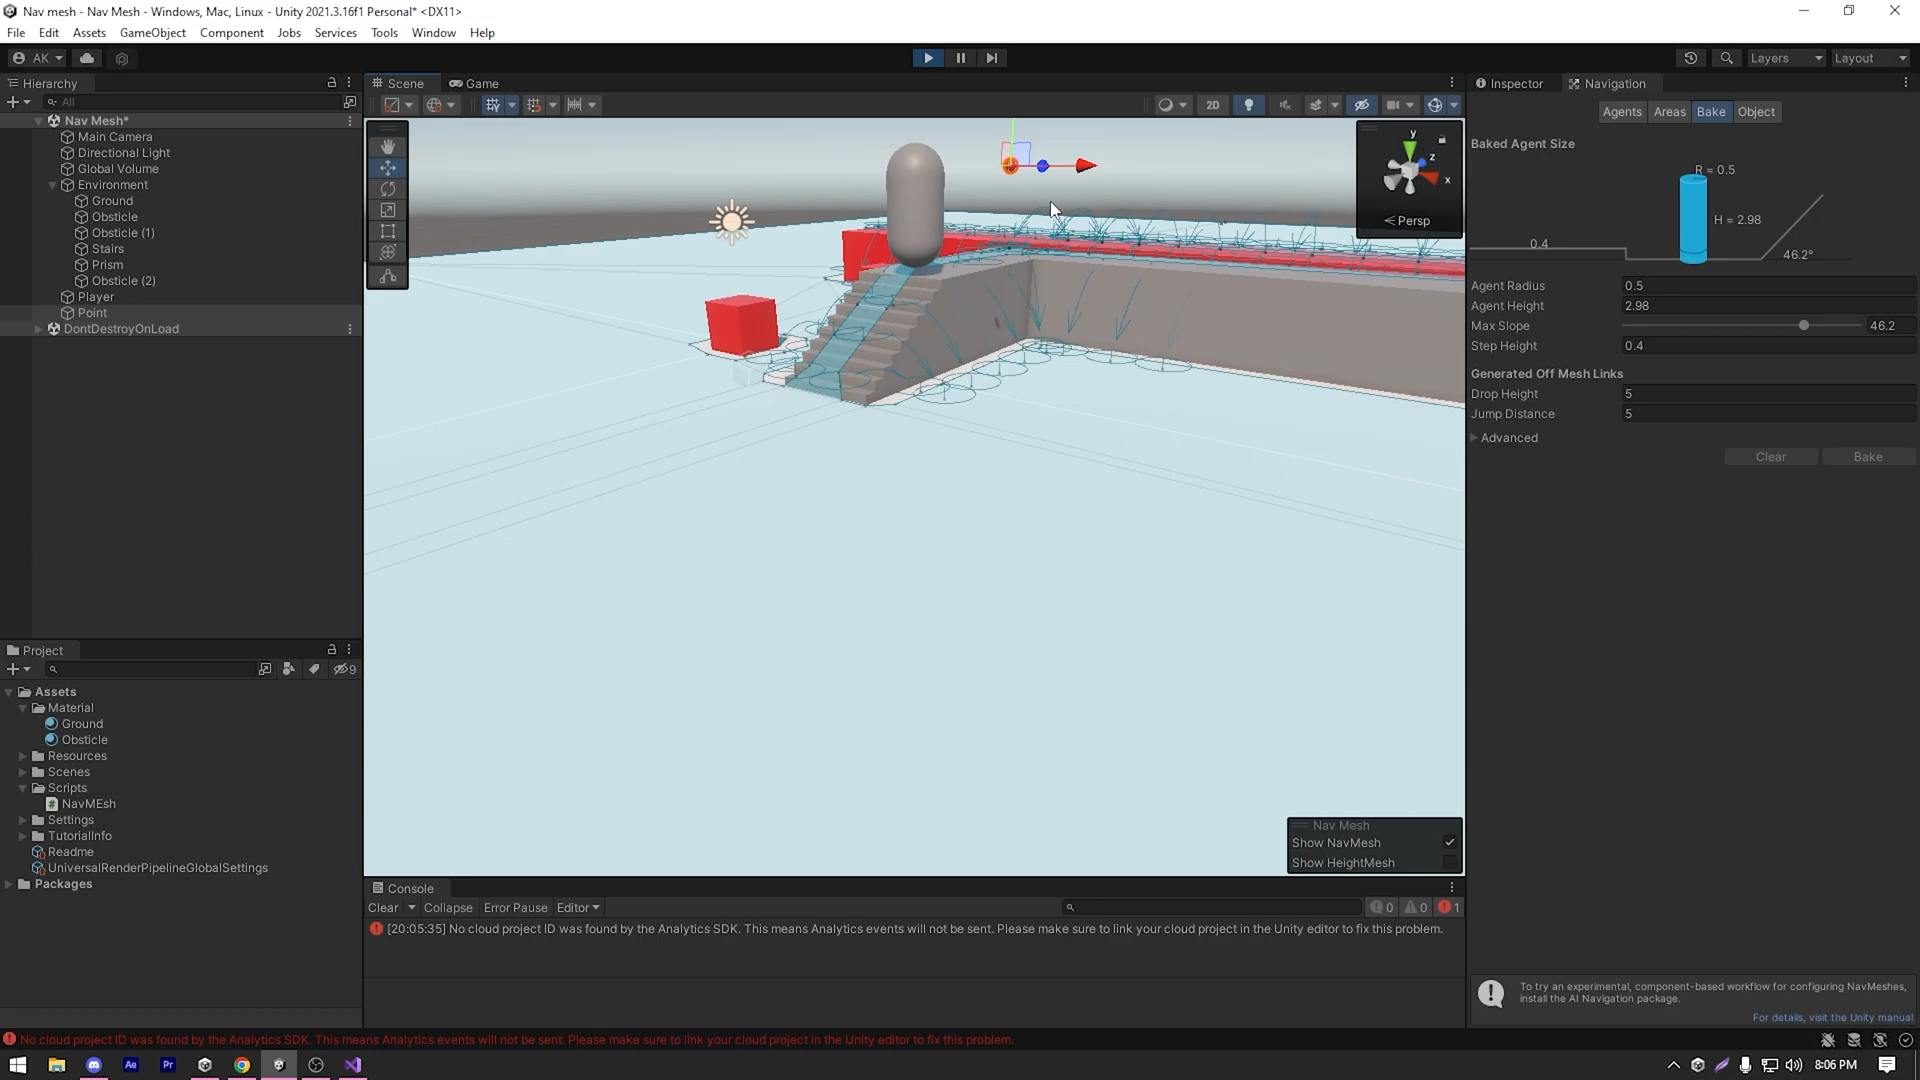 Nav mesh - Nav Mesh - Windows, Mac, Linux - Unity 2021.3.16f1 Personal* <DX11>
File Edit Assets GameObject Component Jobs Services Tools Window Help
AK
Layers
Layout
Hierarchy
All
Nav Mesh*
Main Camera
Directional Light
Global Volume
Environment
Ground
Obsticle
Obsticle (1)
Stairs
Prism
Obsticle (2)
Player
Point
DontDestroyOnLoad
Scene
Game
2D
y
z
x
Persp
Nav Mesh
Show NavMesh
Show HeightMesh
Inspector
Navigation
Agents Areas Bake Object
Baked Agent Size
R = 0.5
H = 2.98
0.4
46.2°
Agent Radius 0.5
Agent Height 2.98
Max Slope 46.2
Step Height 0.4
Generated Off Mesh Links
Drop Height 5
Jump Distance 5
Advanced
Clear Bake
To try an experimental, component-based workflow for configuring NavMeshes,
install the AI Navigation package.
For details, visit the Unity manual
Project
9
Assets
Material
Ground
Obsticle
Resources
Scenes
Scripts
NavMEsh
Settings
TutorialInfo
Readme
UniversalRenderPipelineGlobalSettings
Packages
Console
Clear Collapse Error Pause Editor
0 0 1
[20:05:35] No cloud project ID was found by the Analytics SDK. This means Analytics events will not be sent. Please make sure to link your cloud project in the Unity editor to fix this problem.
No cloud project ID was found by the Analytics SDK. This means Analytics events will not be sent. Please make sure to link your cloud project in the Unity editor to fix this problem.
Ae
Pr
8:06 PM